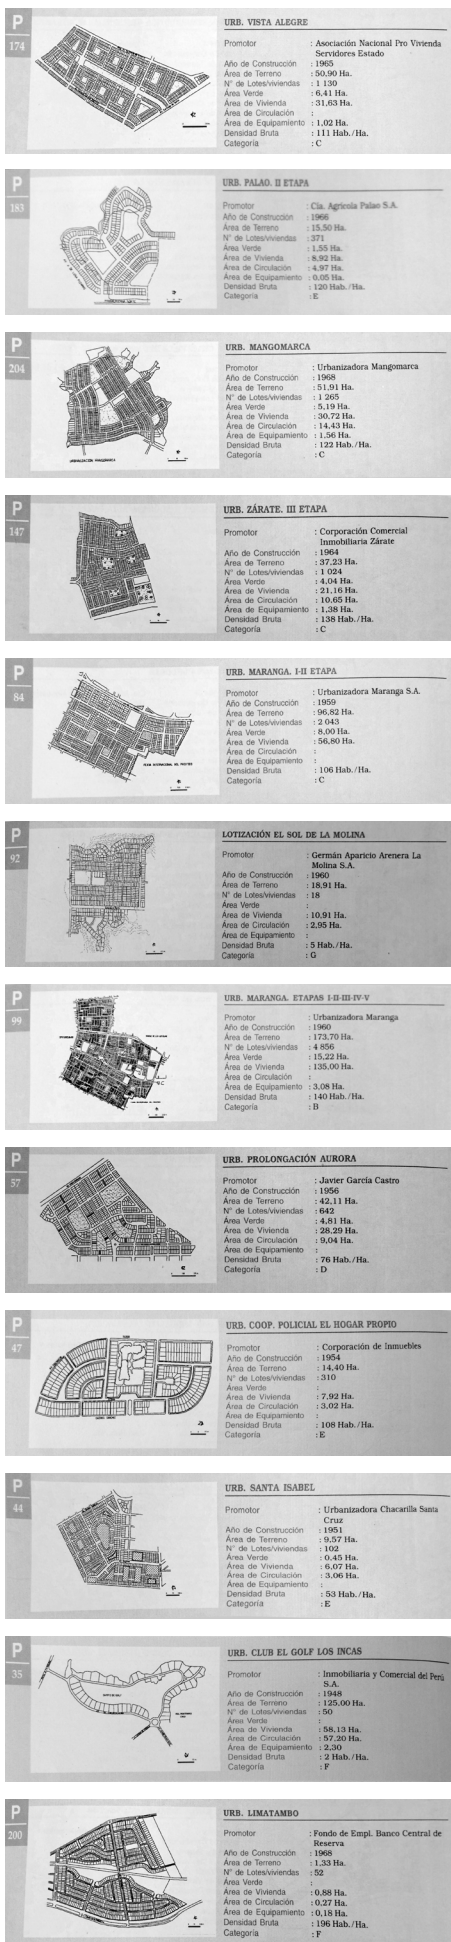 P
174
URB. VISTA ALEGRE
Promotor : Asociación Nacional Pro Vivienda
Servidores Estado
Año de Construcción : 1965
Área de Terreno : 50,90 Ha.
N° de Lotes/viviendas : 1 130
Área Verde : 6,41 Ha.
Área de Vivienda : 31,63 Ha.
Área de Circulación :
Área de Equipamiento : 1,02 Ha.
Densidad Bruta : 111 Hab./Ha.
Categoría : C
P
183
URB. PALAO. II ETAPA
Promotor : Cía. Agrícola Palao S.A.
Año de Construcción : 1966
Área de Terreno : 15,50 Ha.
N° de Lotes/viviendas : 371
Área Verde : 1,55 Ha.
Área de Vivienda : 8,92 Ha.
Área de Circulación : 4,97 Ha.
Área de Equipamiento : 0,05 Ha.
Densidad Bruta : 120 Hab./Ha.
Categoría : E
P
204
URBANIZACIÓN MANGOMARCA
URB. MANGOMARCA
Promotor : Urbanizadora Mangomarca
Año de Construcción : 1968
Área de Terreno : 51,91 Ha.
N° de Lotes/viviendas : 1 265
Área Verde : 5,19 Ha.
Área de Vivienda : 30,72 Ha.
Área de Circulación : 14,43 Ha.
Área de Equipamiento : 1,56 Ha.
Densidad Bruta : 122 Hab./Ha.
Categoría : C
P
147
URB. ZÁRATE. III ETAPA
Promotor : Corporación Comercial
Inmobiliaria Zárate
Año de Construcción : 1964
Área de Terreno : 37,23 Ha.
N° de Lotes/viviendas : 1 024
Área Verde : 4,04 Ha.
Área de Vivienda : 21,16 Ha.
Área de Circulación : 10,65 Ha.
Área de Equipamiento : 1,38 Ha.
Densidad Bruta : 138 Hab./Ha.
Categoría : C
P
84
FERIA INTERNACIONAL DEL PACIFICO
URB. MARANGA. I-II ETAPA
Promotor : Urbanizadora Maranga S.A.
Año de Construcción : 1959
Área de Terreno : 96,82 Ha.
N° de Lotes/viviendas : 2 043
Área Verde : 8,00 Ha.
Área de Vivienda : 56,80 Ha.
Área de Circulación :
Área de Equipamiento :
Densidad Bruta : 106 Hab./Ha.
Categoría : C
P
92
LOTIZACIÓN EL SOL DE LA MOLINA
Promotor : Germán Aparicio Arenera La
Molina S.A.
Año de Construcción : 1960
Área de Terreno : 18,91 Ha.
N° de Lotes/viviendas : 18
Área Verde :
Área de Vivienda : 10,91 Ha.
Área de Circulación : 2,95 Ha.
Área de Equipamiento :
Densidad Bruta : 5 Hab./Ha.
Categoría : G
P
99
URB. MARANGA. ETAPAS I-II-III-IV-V
Promotor : Urbanizadora Maranga
Año de Construcción : 1960
Área de Terreno : 173,70 Ha.
N° de Lotes/viviendas : 4 856
Área Verde : 15,22 Ha.
Área de Vivienda : 135,00 Ha.
Área de Circulación :
Área de Equipamiento : 3,08 Ha.
Densidad Bruta : 140 Hab./Ha.
Categoría : B
P
57
URB. PROLONGACIÓN AURORA
Promotor : Javier García Castro
Año de Construcción : 1956
Área de Terreno : 42,11 Ha.
N° de Lotes/viviendas : 642
Área Verde : 4,81 Ha.
Área de Vivienda : 28,29 Ha.
Área de Circulación : 9,04 Ha.
Área de Equipamiento :
Densidad Bruta : 76 Hab./Ha.
Categoría : D
P
47
URB. COOP. POLICIAL EL HOGAR PROPIO
Promotor : Corporación de Inmuebles
Año de Construcción : 1954
Área de Terreno : 14,40 Ha.
N° de Lotes/viviendas : 310
Área Verde :
Área de Vivienda : 7,92 Ha.
Área de Circulación : 3,02 Ha.
Área de Equipamiento :
Densidad Bruta : 108 Hab./Ha.
Categoría : E
P
44
URB. SANTA ISABEL
Promotor : Urbanizadora Chacarilla Santa
Cruz
Año de Construcción : 1951
Área de Terreno : 9,57 Ha.
N° de Lotes/viviendas : 102
Área Verde : 0,45 Ha.
Área de Vivienda : 6,07 Ha.
Área de Circulación : 3,06 Ha.
Área de Equipamiento :
Densidad Bruta : 53 Hab./Ha.
Categoría : E
P
35
URB. CLUB EL GOLF LOS INCAS
Promotor : Inmobiliaria y Comercial del Perú
S.A.
Año de Construcción : 1948
Área de Terreno : 125,00 Ha.
N° de Lotes/viviendas : 50
Área Verde :
Área de Vivienda : 58,13 Ha.
Área de Circulación : 57,20 Ha.
Área de Equipamiento : 2,30
Densidad Bruta : 2 Hab./Ha.
Categoría : F
P
200
URB. LIMATAMBO
Promotor : Fondo de Empl. Banco Central de
Reserva
Año de Construcción : 1968
Área de Terreno : 1,33 Ha.
N° de Lotes/viviendas : 52
Área Verde :
Área de Vivienda : 0,88 Ha.
Área de Circulación : 0,27 Ha.
Área de Equipamiento : 0,18 Ha.
Densidad Bruta : 196 Hab./Ha.
Categoría : F